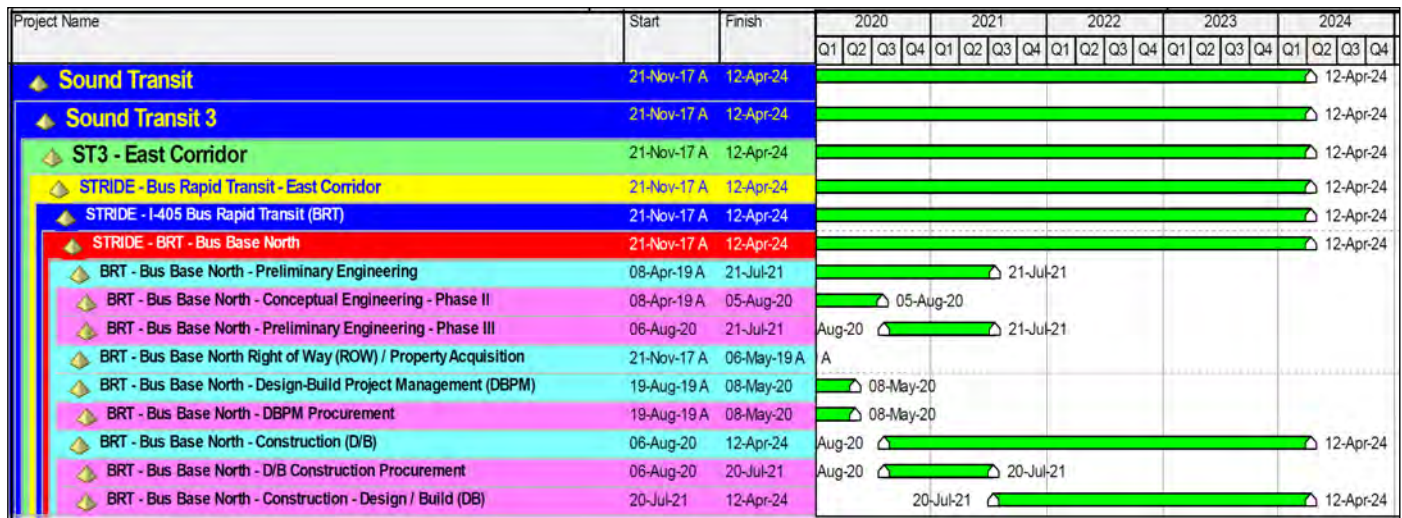 Project Name Start Finish 2020 2021 2022 2023 2024
Q1 Q2 Q3 Q4 Q1 Q2 Q3 Q4 Q1 Q2 Q3 Q4 Q1 Q2 Q3 Q4 Q1 Q2 Q3 Q4
Sound Transit 21-Nov-17 A 12-Apr-24 12-Apr-24
Sound Transit 3 21-Nov-17 A 12-Apr-24 12-Apr-24
ST3 - East Corridor 21-Nov-17 A 12-Apr-24 12-Apr-24
STRIDE - Bus Rapid Transit - East Corridor 21-Nov-17 A 12-Apr-24 12-Apr-24
STRIDE - I-405 Bus Rapid Transit (BRT) 21-Nov-17 A 12-Apr-24 12-Apr-24
STRIDE - BRT - Bus Base North 21-Nov-17 A 12-Apr-24 12-Apr-24
BRT - Bus Base North - Preliminary Engineering 08-Apr-19 A 21-Jul-21 21-Jul-21
BRT - Bus Base North - Conceptual Engineering - Phase II 08-Apr-19 A 05-Aug-20 05-Aug-20
BRT - Bus Base North - Preliminary Engineering - Phase III 06-Aug-20 21-Jul-21 Aug-20 21-Jul-21
BRT - Bus Base North Right of Way (ROW) / Property Acquisition 21-Nov-17 A 06-May-19 A A
BRT - Bus Base North - Design-Build Project Management (DBPM) 19-Aug-19 A 08-May-20 08-May-20
BRT - Bus Base North - DBPM Procurement 19-Aug-19 A 08-May-20 08-May-20
BRT - Bus Base North - Construction (D/B) 06-Aug-20 12-Apr-24 Aug-20 12-Apr-24
BRT - Bus Base North - D/B Construction Procurement 06-Aug-20 20-Jul-21 Aug-20 20-Jul-21
BRT - Bus Base North - Construction - Design / Build (DB) 20-Jul-21 12-Apr-24 20-Jul-21 12-Apr-24